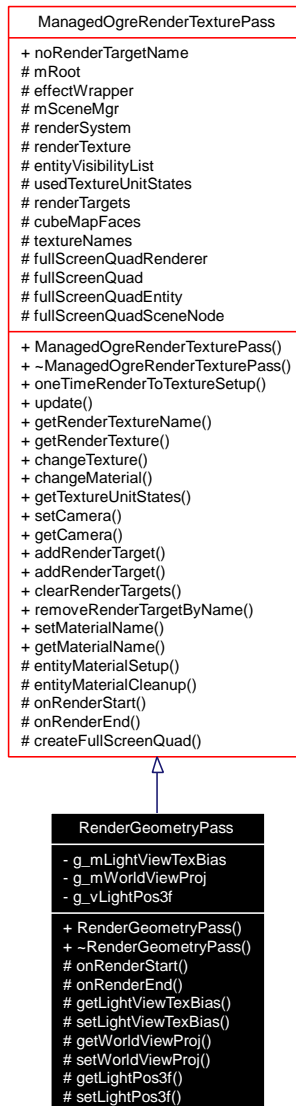 ManagedOgreRenderTexturePass
+ noRenderTargetName
# mRoot
# effectWrapper
# mSceneMgr
# renderSystem
# renderTexture
# entityVisibilityList
# usedTextureUnitStates
# renderTargets
# cubeMapFaces
# textureNames
# fullScreenQuadRenderer
# fullScreenQuad
# fullScreenQuadEntity
# fullScreenQuadSceneNode
+ ManagedOgreRenderTexturePass()
+ ~ManagedOgreRenderTexturePass()
+ oneTimeRenderToTextureSetup()
+ update()
+ getRenderTextureName()
+ getRenderTexture()
+ changeTexture()
+ changeMaterial()
+ getTextureUnitStates()
+ setCamera()
+ getCamera()
+ addRenderTarget()
+ addRenderTarget()
+ clearRenderTargets()
+ removeRenderTargetByName()
+ setMaterialName()
+ getMaterialName()
# entityMaterialSetup()
# entityMaterialCleanup()
# onRenderStart()
# onRenderEnd()
# createFullScreenQuad()
RenderGeometryPass
- g_mLightViewTexBias
- g_mWorldViewProj
- g_vLightPos3f
+ RenderGeometryPass()
+ ~RenderGeometryPass()
# onRenderStart()
# onRenderEnd()
# getLightViewTexBias()
# setLightViewTexBias()
# getWorldViewProj()
# setWorldViewProj()
# getLightPos3f()
# setLightPos3f()